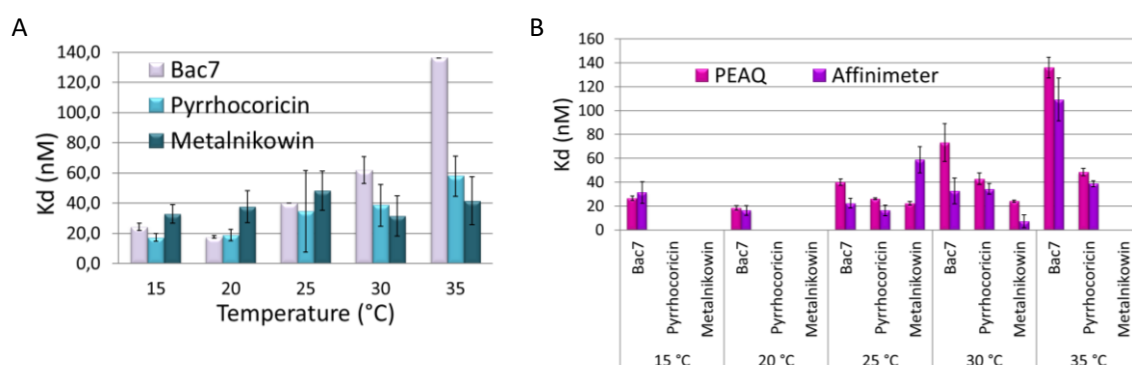 A
140,0
120,0
100,0
80,0
60,0
40,0
20,0
0,0
Kd (nM)
Bac7
Pyrrhocoricin
Metalnikowin
15 20 25 30 35
Temperature (°C)
B
160
140
120
100
80
60
40
20
0
Kd (nM)
PEAQ Affinimeter
Bac7 Pyrrhocoricin Metalnikowin Bac7 Pyrrhocoricin Metalnikowin Bac7 Pyrrhocoricin Metalnikowin Bac7 Pyrrhocoricin Metalnikowin Bac7 Pyrrhocoricin Metalnikowin
15 °C 20 °C 25 °C 30 °C 35 °C